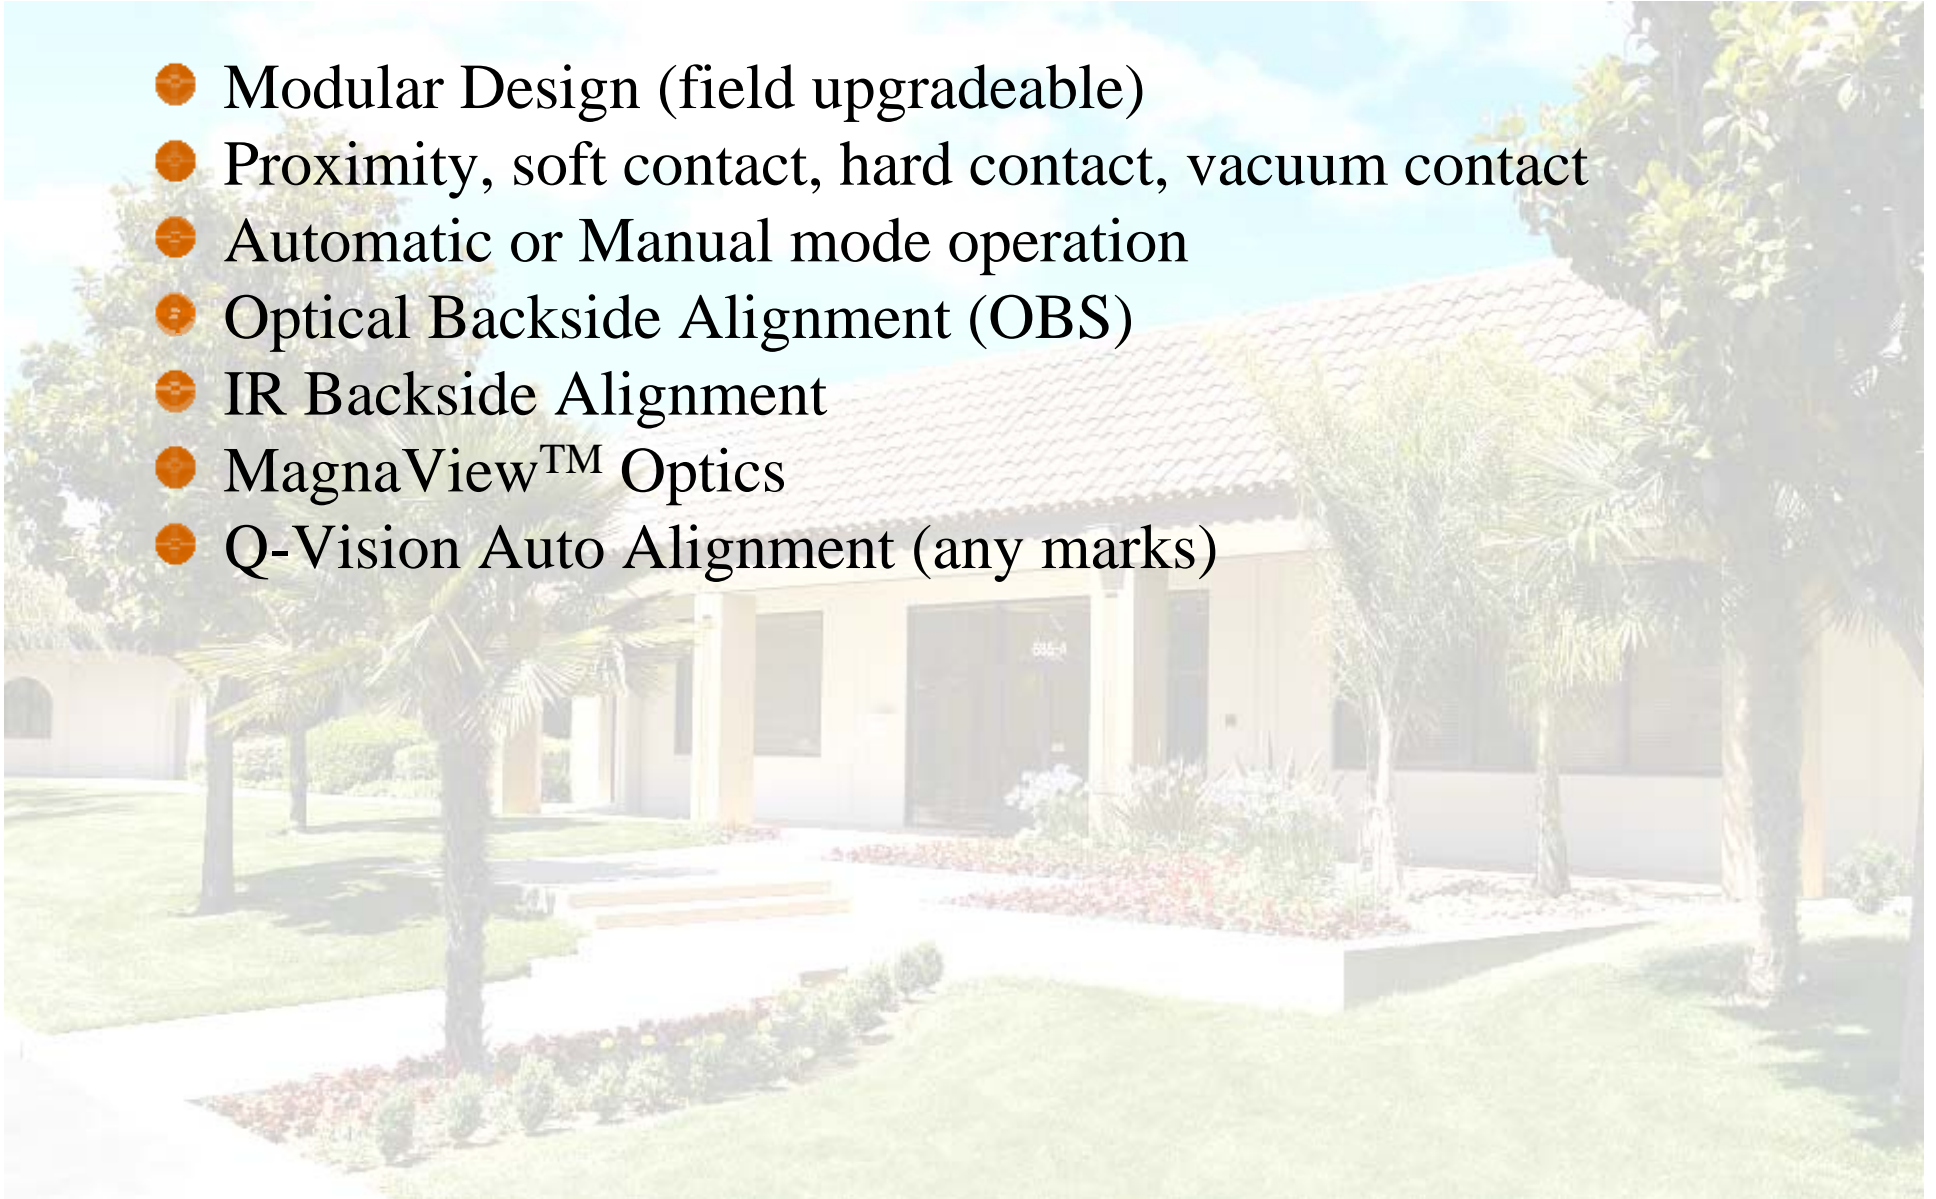 Modular Design (field upgradeable)
Proximity, soft contact, hard contact, vacuum contact
Automatic or Manual mode operation
Optical Backside Alignment (OBS)
IR Backside Alignment
MagnaView™ Optics
Q-Vision Auto Alignment (any marks)